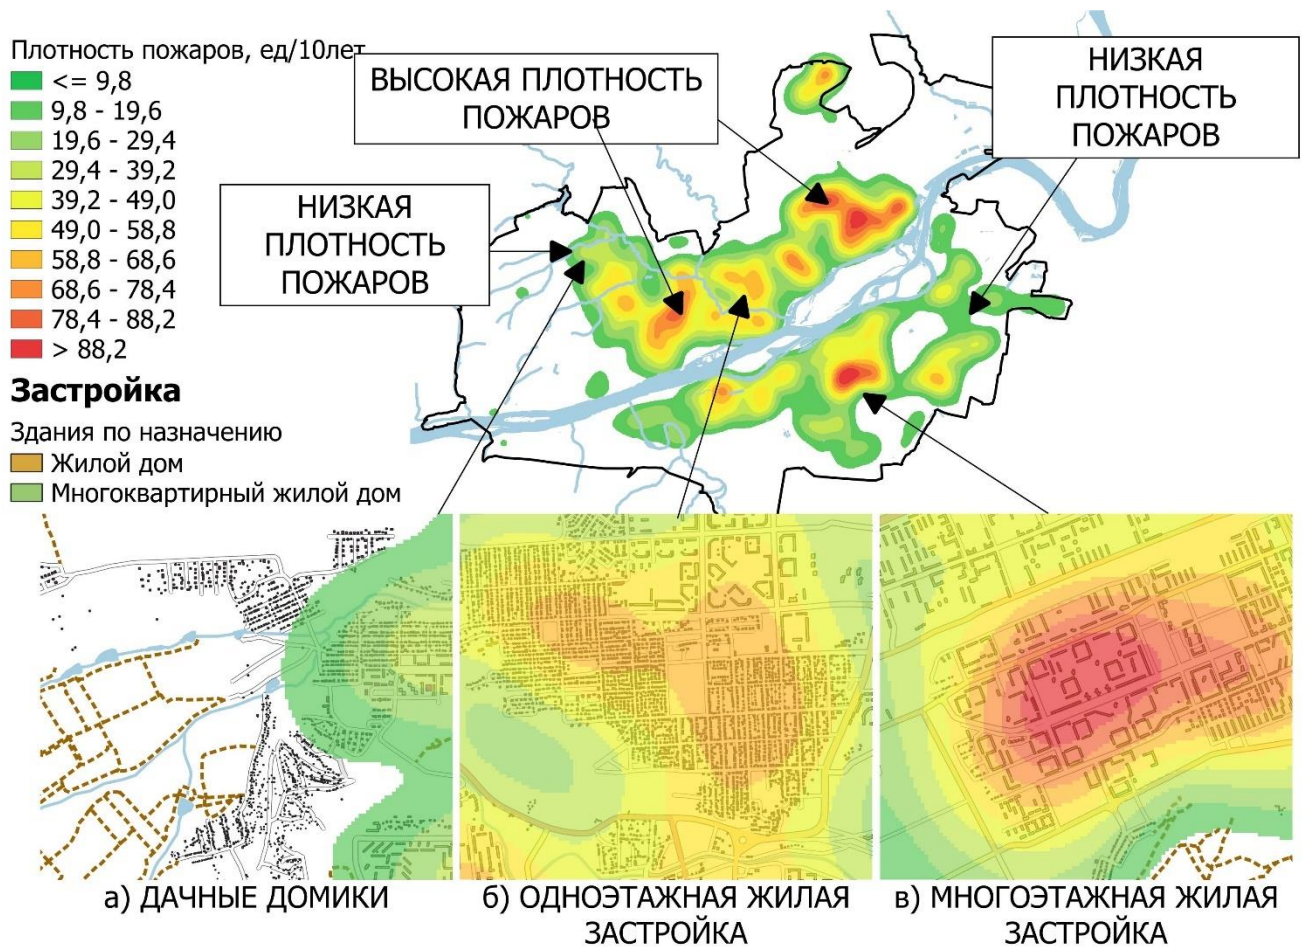 Плотность пожаров, ед/10лет
<= 9,8
9,8 - 19,6
19,6 - 29,4
29,4 - 39,2
39,2 - 49,0
49,0 - 58,8
58,8 - 68,6
68,6 - 78,4
78,4 - 88,2
> 88,2
Застройка
Здания по назначению
Жилой дом
Многоквартирный жилой дом
ВЫСОКАЯ ПЛОТНОСТЬ
ПОЖАРОВ
НИЗКАЯ
ПЛОТНОСТЬ
ПОЖАРОВ
НИЗКАЯ
ПЛОТНОСТЬ
ПОЖАРОВ
а) ДАЧНЫЕ ДОМИКИ
б) ОДНОЭТАЖНАЯ ЖИЛАЯ
ЗАСТРОЙКА
в) МНОГОЭТАЖНАЯ ЖИЛАЯ
ЗАСТРОЙКА